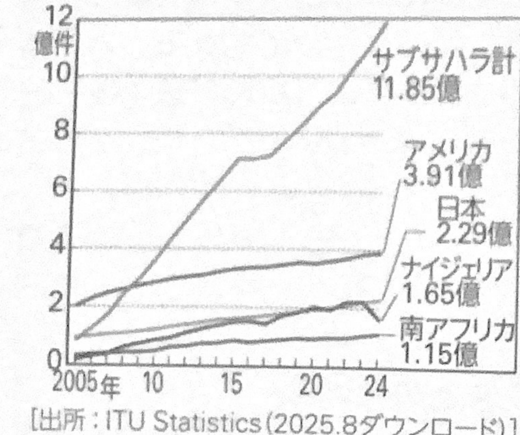 12
億件
10
8
6
4
2
0
サブサハラ計
11.85億
アメリカ
3.91億
日本
2.29億
ナイジェリア
1.65億
南アフリカ
1.15億
2005年 10 15 20 24
[出所:ITU Statistics(2025.8ダウンロード)]